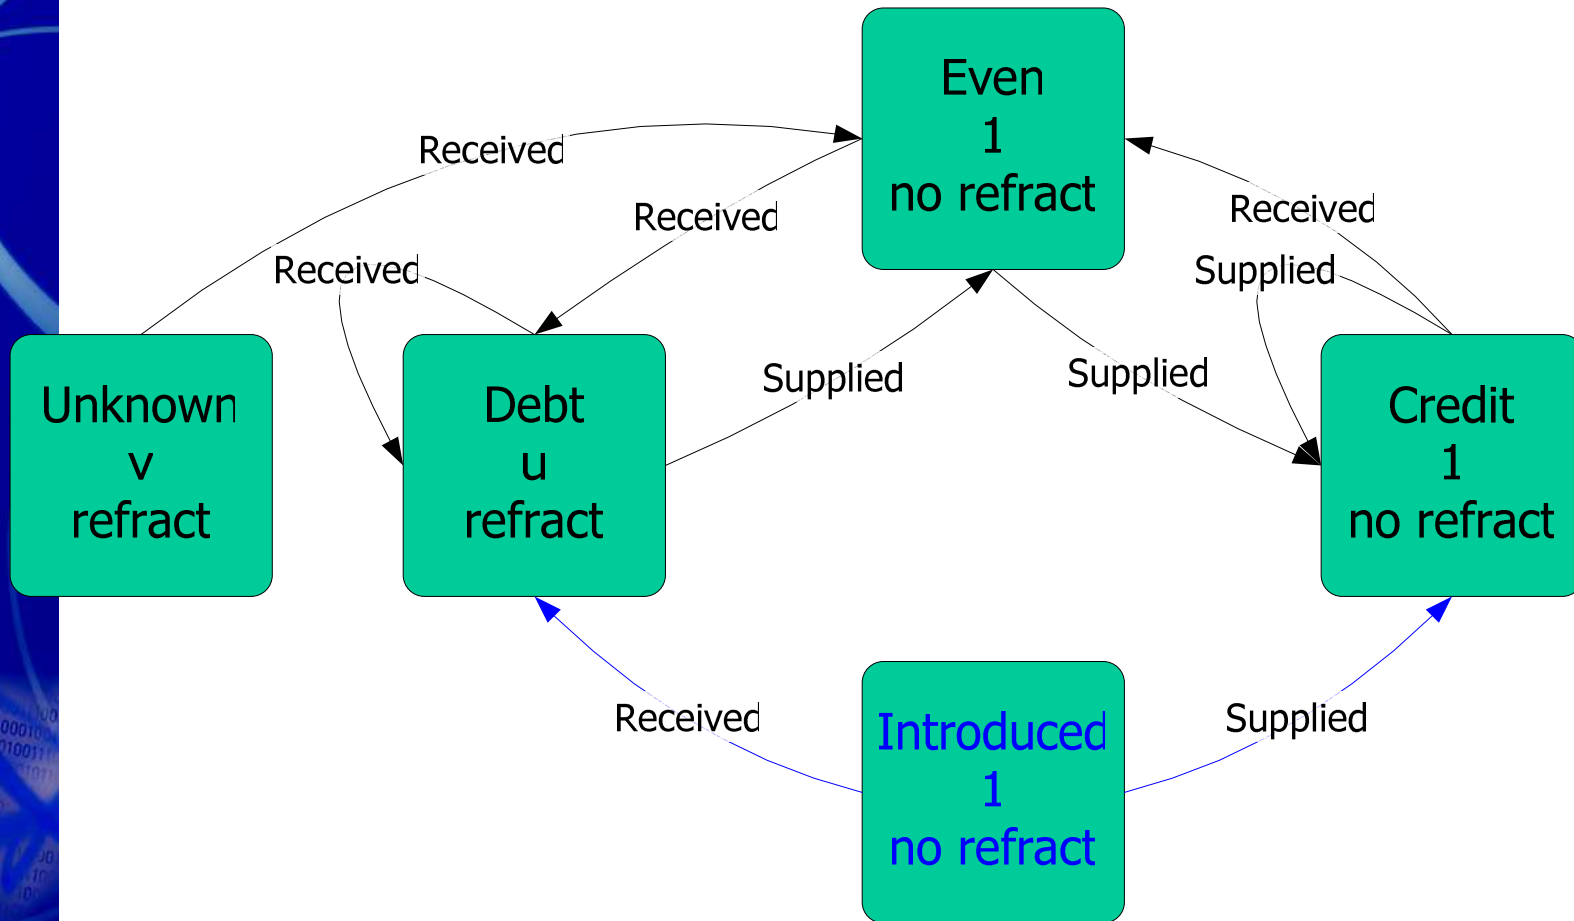 Even
1
no refract
Received
Received
Received
Received
Supplied
Supplied
Supplied
Unknown
v
refract
Debt
u
refract
Credit
1
no refract
Received
Supplied
Introduced
1
no refract